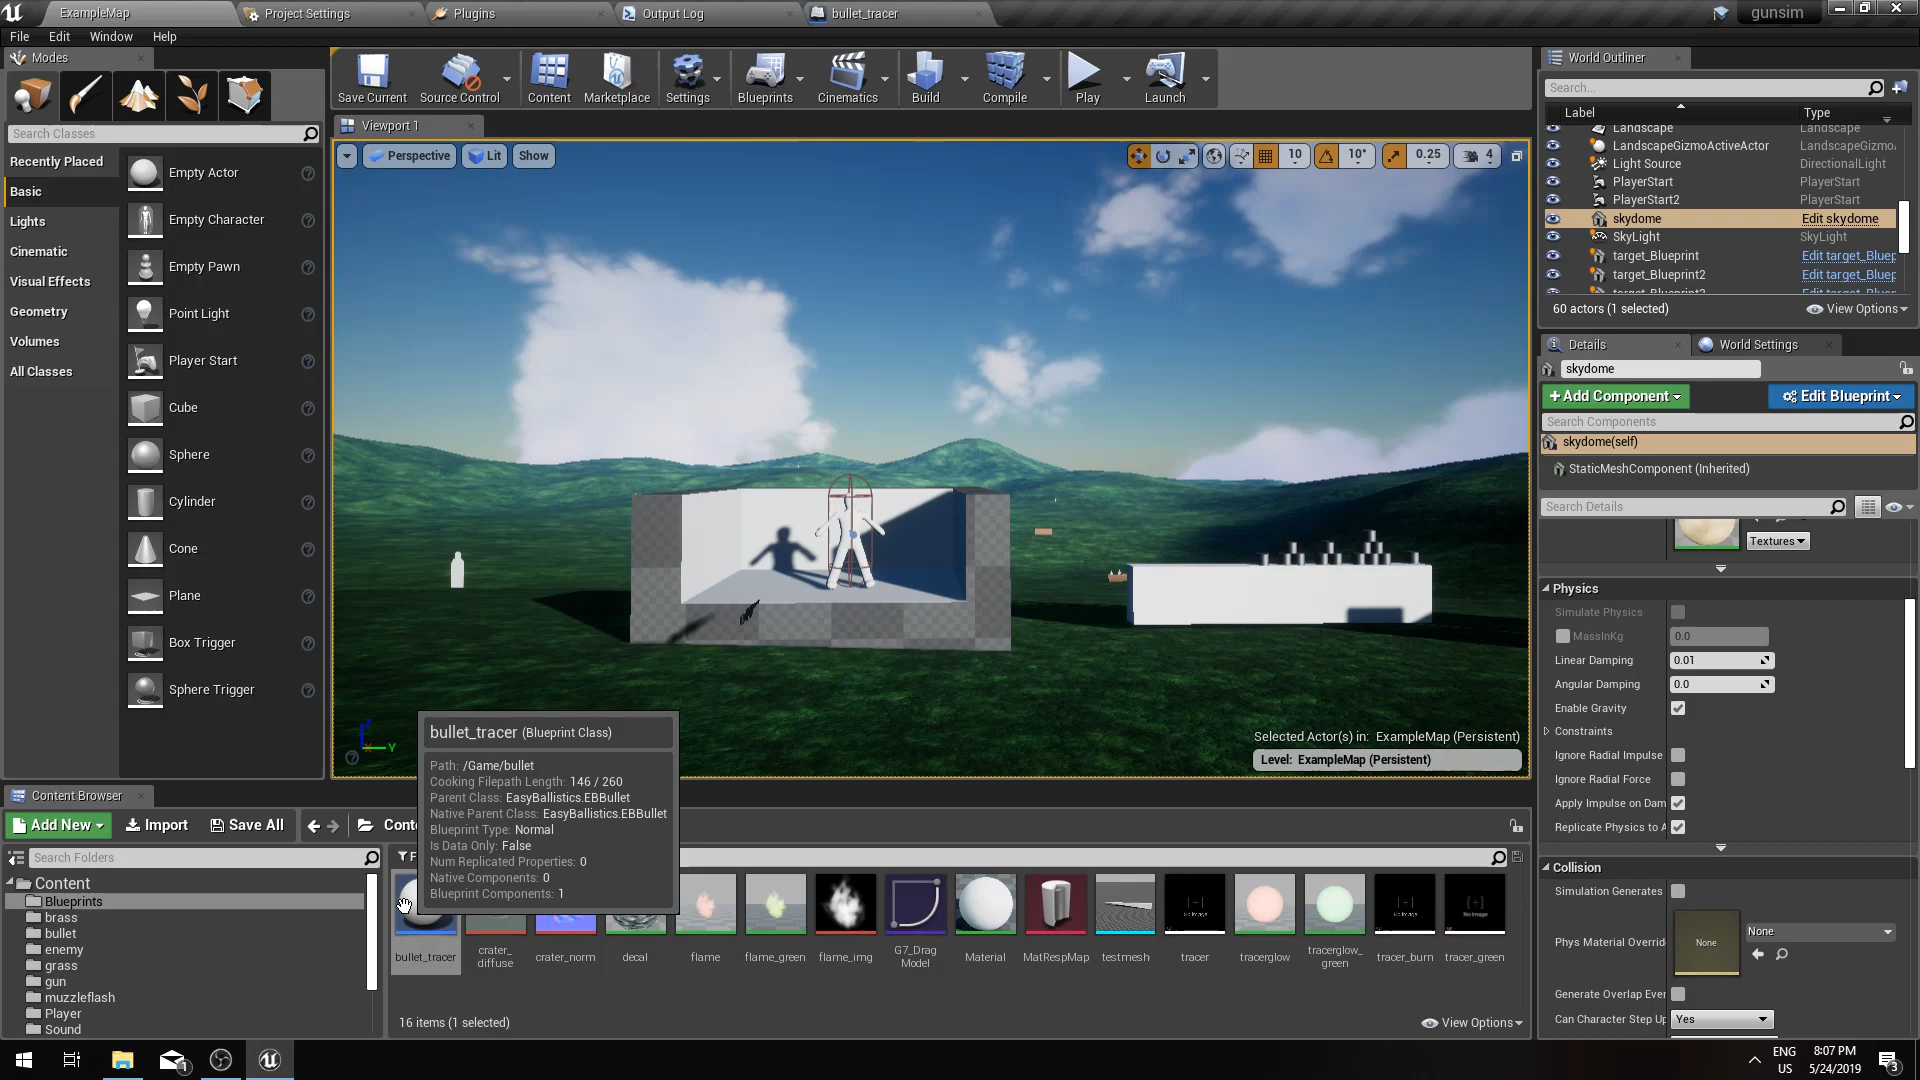 ExampleMap
Project Settings
Plugins
Output Log
bullet_tracer
gunsim
File Edit Window Help
Modes
Search Classes
Recently Placed
Basic
Lights
Cinematic
Visual Effects
Geometry
Volumes
All Classes
Empty Actor
Empty Character
Empty Pawn
Point Light
Player Start
Cube
Sphere
Cylinder
Cone
Plane
Box Trigger
Sphere Trigger
Save Current
Source Control
Content
Marketplace
Settings
Blueprints
Cinematics
Build
Compile
Play
Launch
Viewport 1
Perspective
Lit
Show
10
10°
0.25
4
Z
Y
Selected Actor(s) in: ExampleMap (Persistent)
Level: ExampleMap (Persistent)
World Outliner
Search...
Label Type
Landscape Landscape
LandscapeGizmoActiveActor LandscapeGizmo
Light Source DirectionalLight
PlayerStart PlayerStart
PlayerStart2 PlayerStart
skydome Edit skydome
SkyLight SkyLight
target_Blueprint Edit target_Bluep
target_Blueprint2 Edit target_Bluep
60 actors (1 selected)
View Options
Details
World Settings
skydome
+Add Component
Edit Blueprint
Search Components
skydome(self)
StaticMeshComponent (Inherited)
Search Details
Textures
Physics
Simulate Physics
MassInKg 0.0
Linear Damping 0.01
Angular Damping 0.0
Enable Gravity
Constraints
Ignore Radial Impulse
Ignore Radial Force
Apply Impulse on Dam
Replicate Physics to A
Collision
Simulation Generates
Phys Material Overrid
None
None
Generate Overlap Ever
Can Character Step Up
Yes
Content Browser
Add New
Import
Save All
Conte
Search Folders
Content
Blueprints
brass
bullet
enemy
grass
gun
muzzleflash
Player
Sound
bullet_tracer (Blueprint Class)
Path: /Game/bullet
Cooking Filepath Length: 146 / 260
Parent Class: EasyBallistics.EBBullet
Native Parent Class: EasyBallistics.EBBullet
Blueprint Type: Normal
Is Data Only: False
Num Replicated Properties: 0
Native Components: 0
Blueprint Components: 1
bullet_tracer
crater_
diffuse
crater_norm
decal
flame
flame_green
flame_img
G7_Drag
Model
Material
MatRespMap
testmesh
tracer
tracerglow
tracerglow_
green
tracer_burn
tracer_green
16 items (1 selected)
View Options
1
ENG
US
8:07 PM
5/24/2019
3